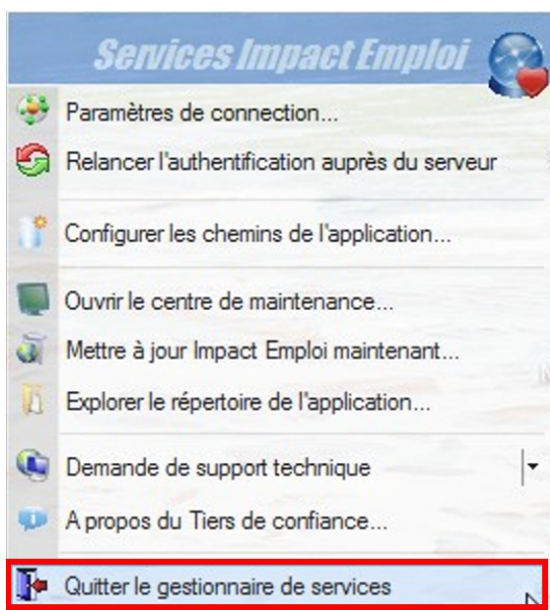 Services Impact Emploi
Paramètres de connection...
Relancer l'authentification auprès du serveur
Configurer les chemins de l'application...
Ouvrir le centre de maintenance...
Mettre à jour Impact Emploi maintenant...
Explorer le répertoire de l'application...
Demande de support technique
A propos du Tiers de confiance...
Quitter le gestionnaire de services